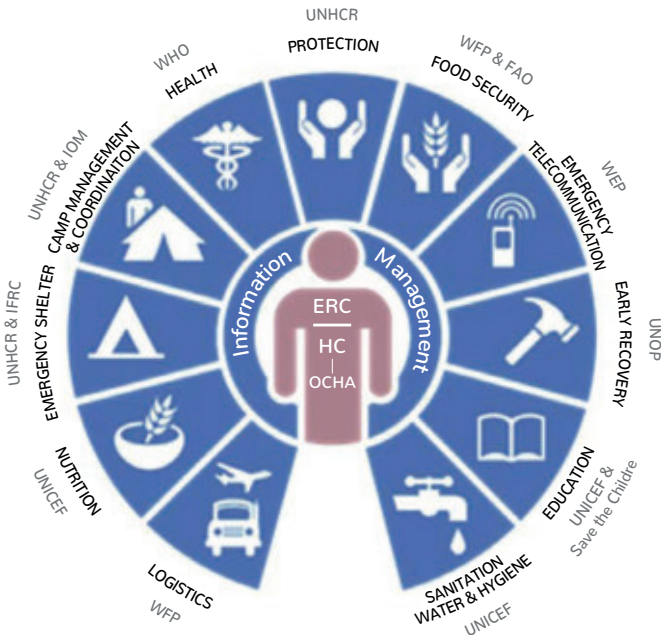 UNHCR
PROTECTION
WFP & FAO
FOOD SECURITY
WEP
EMERGENCY
TELECOMMUNICATION
UNOP
EARLY RECOVERY
EDUCATION
UNICEF &
Save the Childre
SANITATION
WATER & HYGIENE
UNICEF
LOGISTICS
WFP
NUTRITION
UNICEF
UNHCR & IFRC
EMERGENCY SHELTER
UNHCR & IOM
CAMP MANAGEMENT
& COORDINAITON
WHO
HEALTH
Information
Management
ERC
HC
OCHA